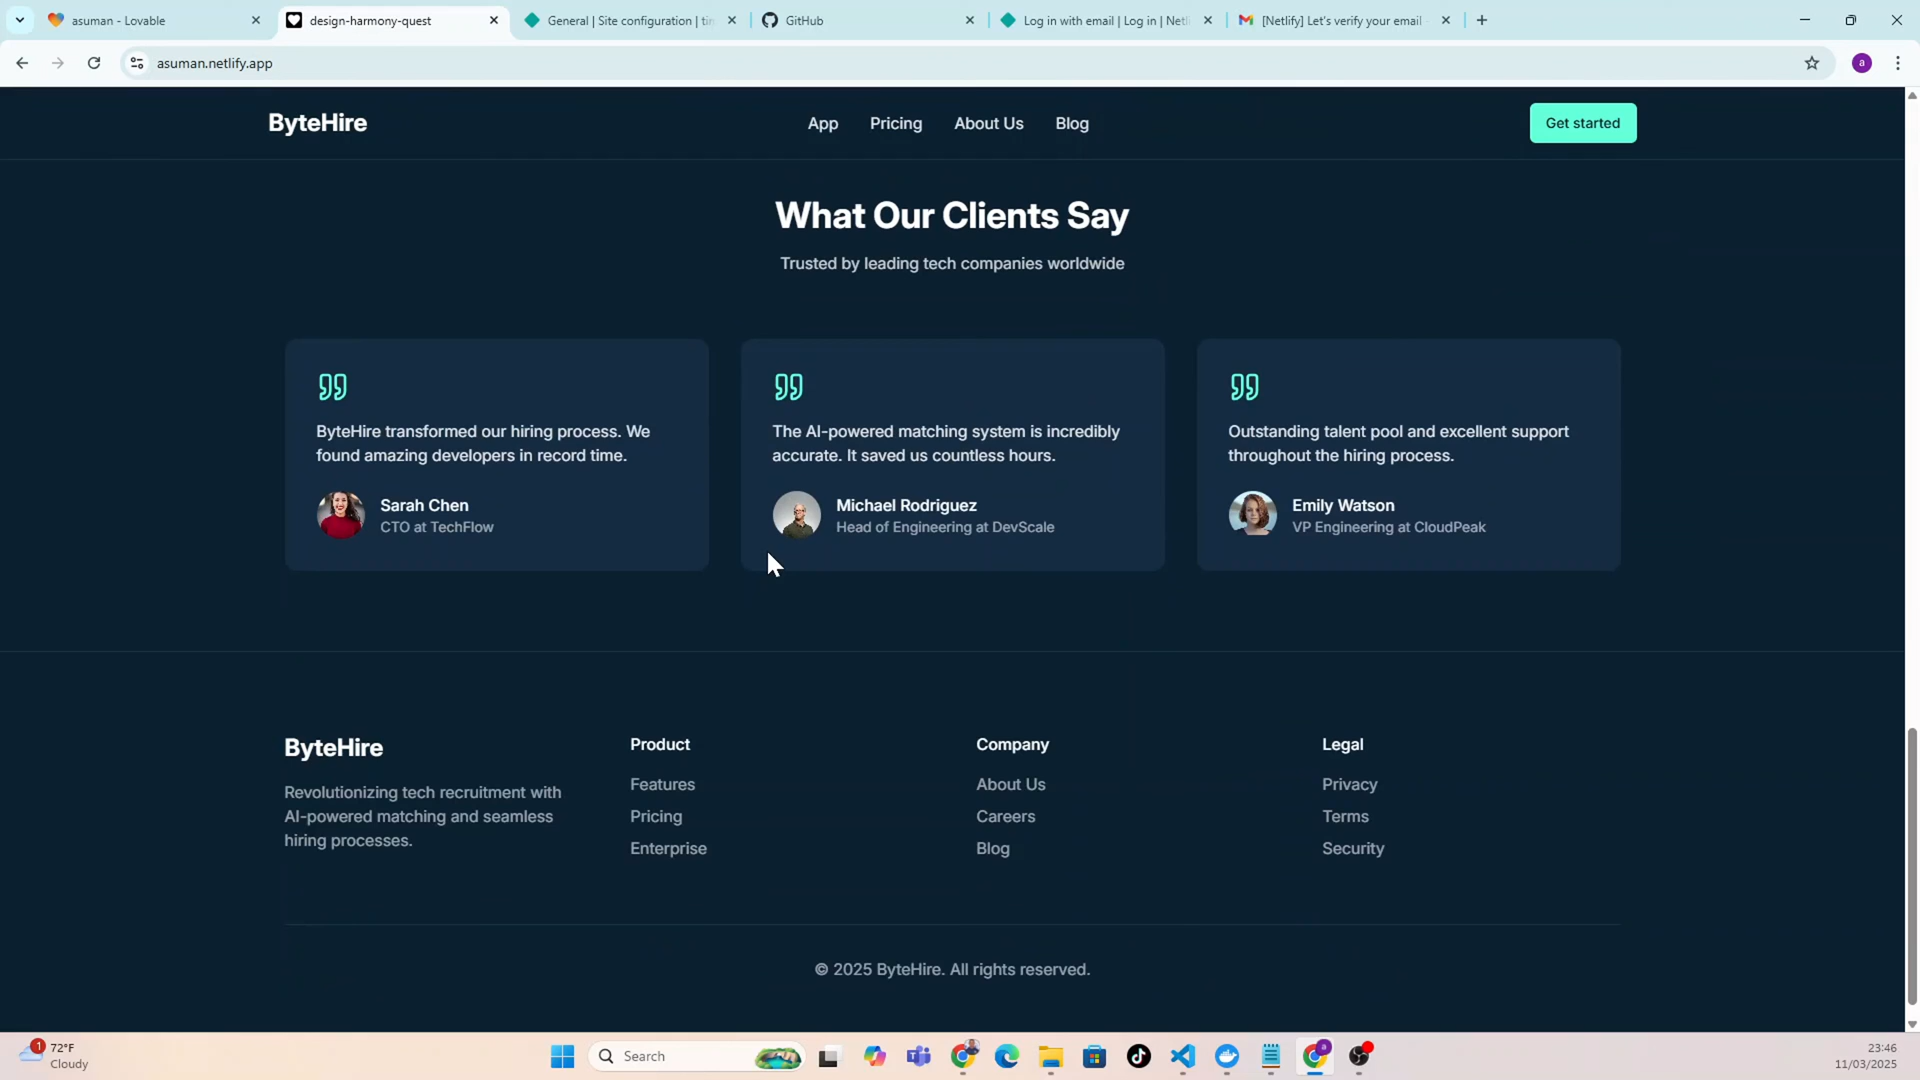 asuman - Lovable
design-harmony-quest
General | Site configuration | tin
GitHub
Log in with email | Log in | Netli
[Netlify] Let's verify your email -
asuman.netlify.app
a
ByteHire
App
Pricing
About Us
Blog
Get started
What Our Clients Say
Trusted by leading tech companies worldwide
ByteHire transformed our hiring process. We
found amazing developers in record time.
Sarah Chen
CTO at TechFlow
The AI-powered matching system is incredibly
accurate. It saved us countless hours.
Michael Rodriguez
Head of Engineering at DevScale
Outstanding talent pool and excellent support
throughout the hiring process.
Emily Watson
VP Engineering at CloudPeak
ByteHire
Revolutionizing tech recruitment with
AI-powered matching and seamless
hiring processes.
Product
Features
Pricing
Enterprise
Company
About Us
Careers
Blog
Legal
Privacy
Terms
Security
© 2025 ByteHire. All rights reserved.
1
72°F
Cloudy
Search
a
23:46
11/03/2025